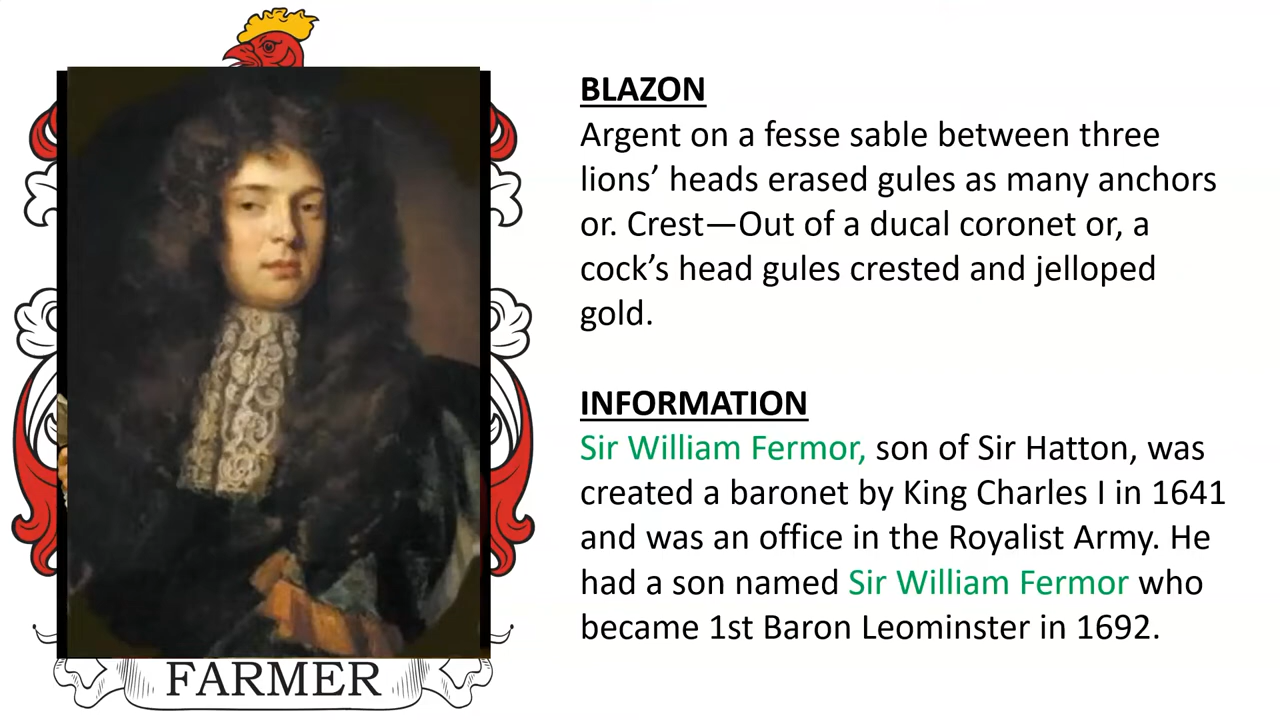 BLAZON
Argent on a fesse sable between three
lions’ heads erased gules as many anchors
or. Crest—Out of a ducal coronet or, a
cock’s head gules crested and jelloped
gold.
INFORMATION
Sir William Fermor, son of Sir Hatton, was
created a baronet by King Charles I in 1641
and was an office in the Royalist Army. He
had a son named Sir William Fermor who
became 1st Baron Leominster in 1692.
FARMER